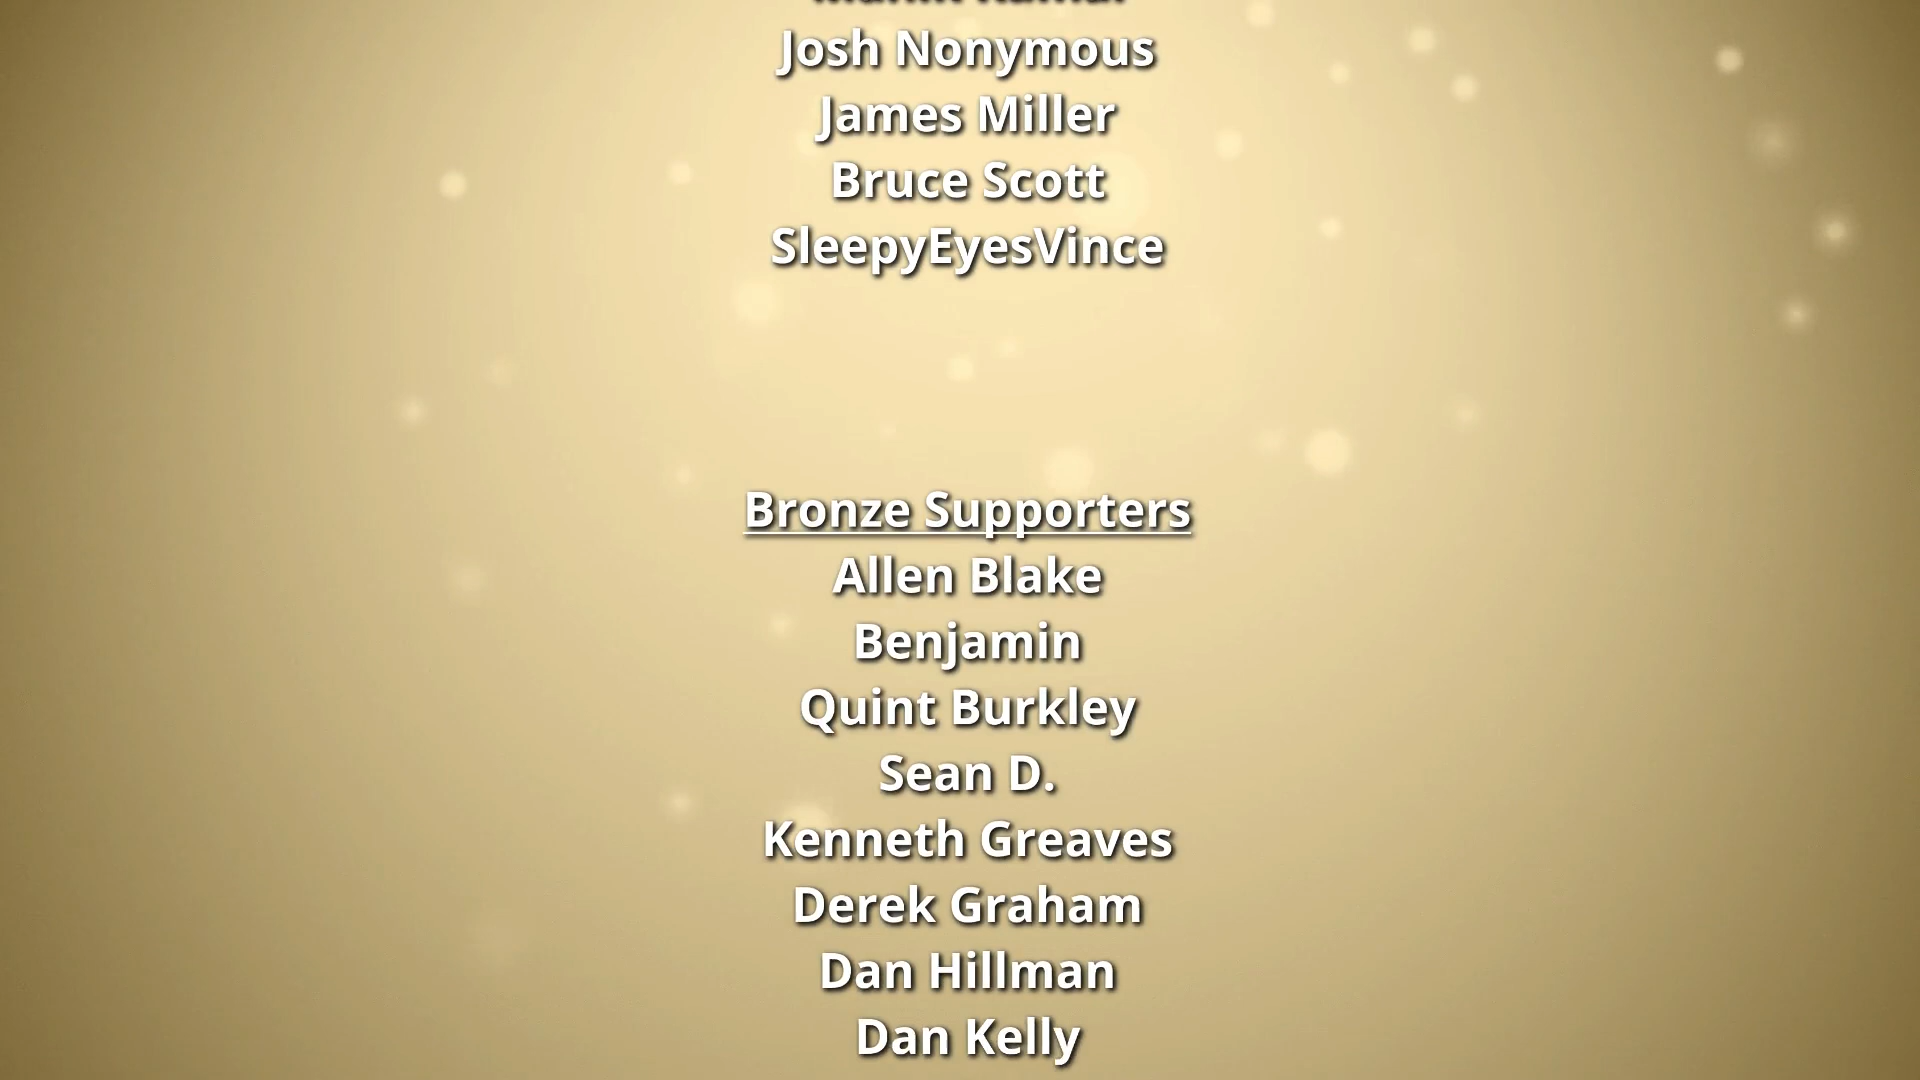 Josh Nonymous
James Miller
Bruce Scott
SleepyEyesVince
Bronze Supporters
Allen Blake
Benjamin
Quint Burkley
Sean D.
Kenneth Greaves
Derek Graham
Dan Hillman
Dan Kelly